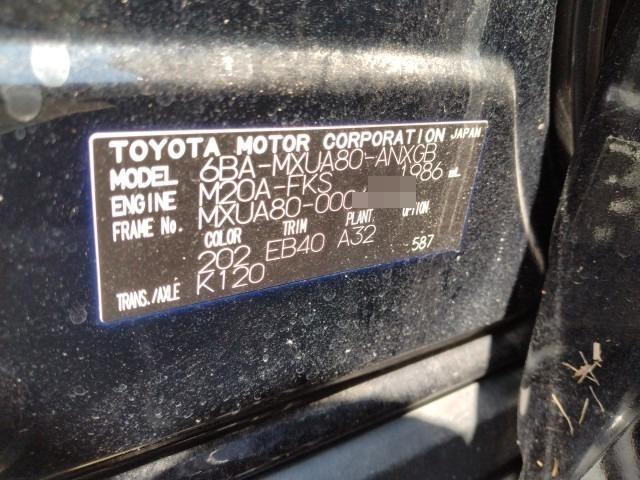 TOYOTA MOTOR CORPORATION JAPAN
MODEL 6BA-MXUA80-ANXGB
ENGINE M20A-FKS 1986 mL
FRAME No. MXUA80-000
COLOR TRIM PLANT OPTION
202 EB40 A32 587
TRANS./AXLE K120